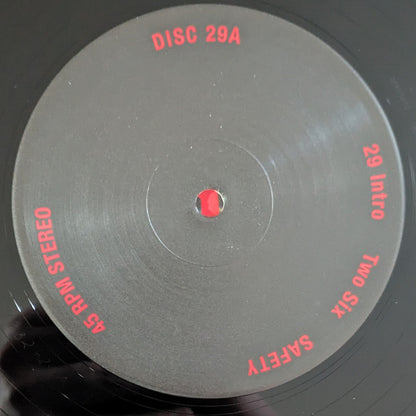 DISC 29A
29 Intro
Two Six
SAFETY
45 RPM STEREO